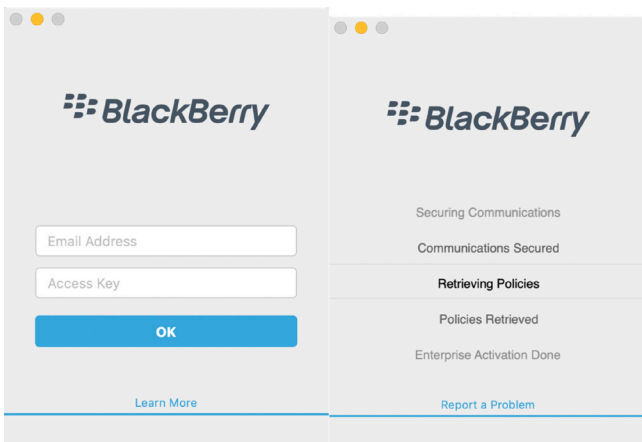 BlackBerry
Email Address
Access Key
OK
Learn More
BlackBerry
Securing Communications
Communications Secured
Retrieving Policies
Policies Retrieved
Enterprise Activation Done
Report a Problem